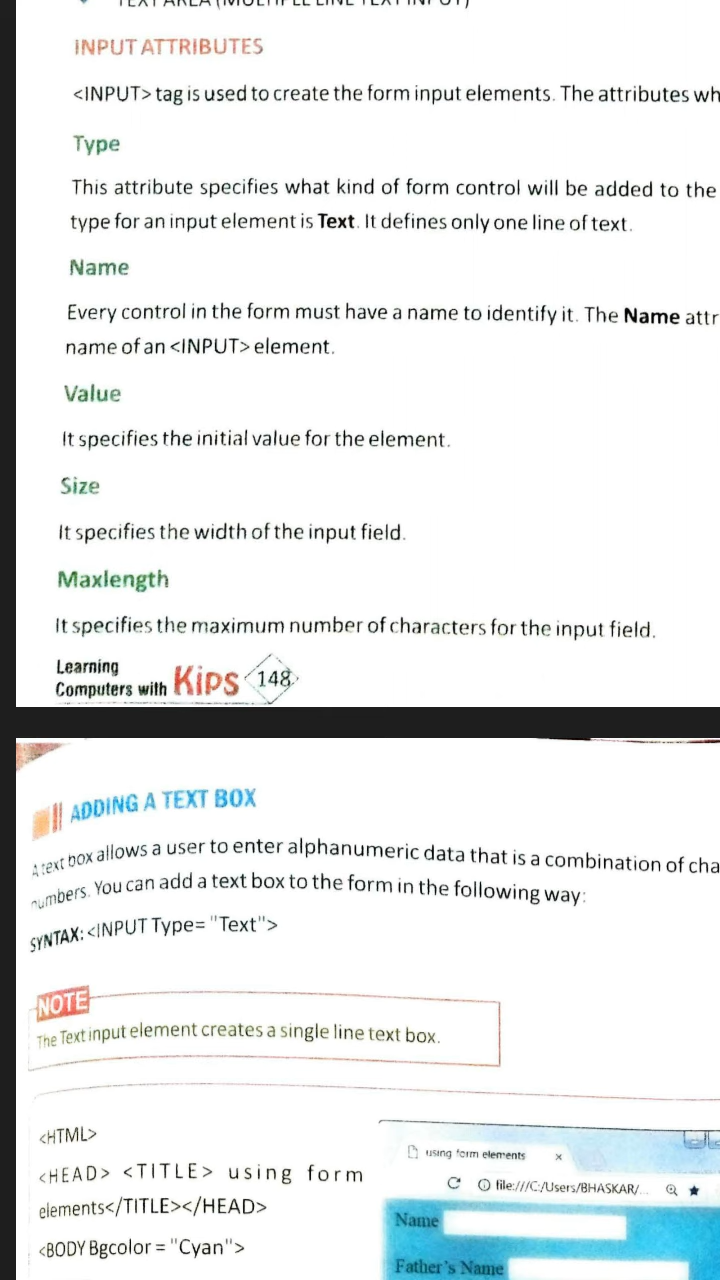 TEXT AREA (MULTIPLE LINE TEXT INPUT)
INPUT ATTRIBUTES
<INPUT> tag is used to create the form input elements. The attributes wh
Type
This attribute specifies what kind of form control will be added to the
type for an input element is Text. It defines only one line of text.
Name
Every control in the form must have a name to identify it. The Name attr
name of an <INPUT> element.
Value
It specifies the initial value for the element.
Size
It specifies the width of the input field.
Maxlength
It specifies the maximum number of characters for the input field.
Learning
Computers with Kips 148
ADDING A TEXT BOX
A text box allows a user to enter alphanumeric data that is a combination of cha
numbers. You can add a text box to the form in the following way:
SYNTAX: <INPUT Type= "Text">
NOTE
The Text input element creates a single line text box.
<HTML>
<HEAD> <TITLE> using form
elements</TITLE></HEAD>
<BODY Bgcolor = "Cyan">
using form elements x
file:///C:/Users/BHASKAR/...
Name
Father's Name